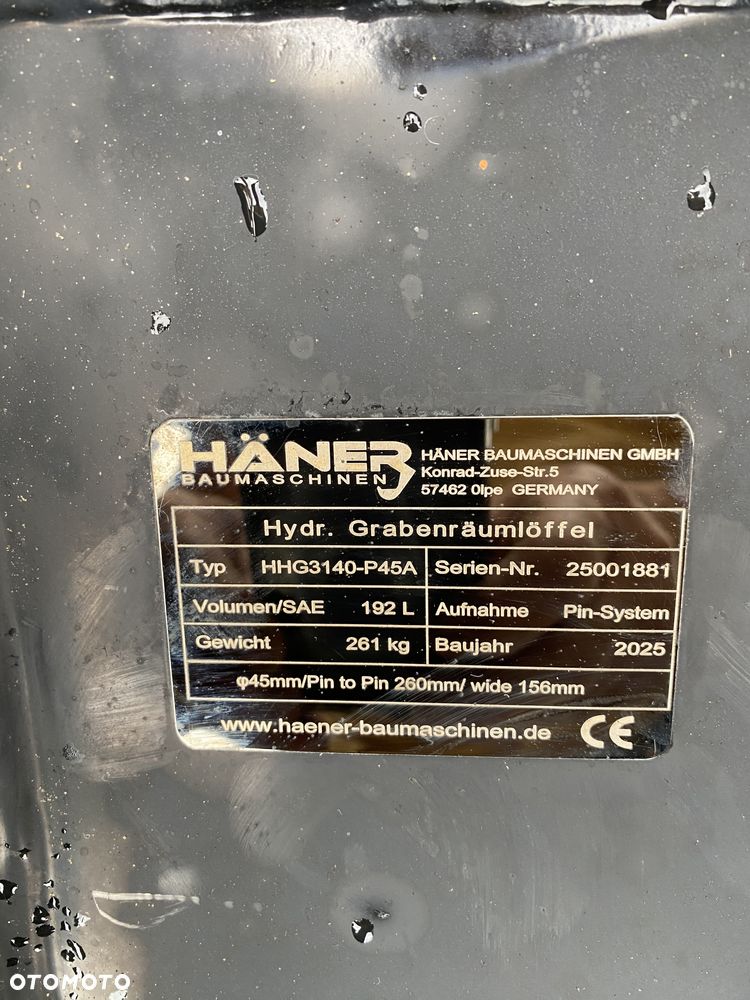 HÄNER
BAUMASCHINEN
HÄNER BAUMASCHINEN GMBH
Konrad-Zuse-Str.5
57462 Olpe GERMANY
Hydr. Grabenräumlöffel
Typ HHG3140-P45A Serien-Nr. 25001881
Volumen/SAE 192 L Aufnahme Pin-System
Gewicht 261 kg Baujahr 2025
φ45mm/Pin to Pin 260mm/ wide 156mm
www.haener-baumaschinen.de CE
OTOMOTO